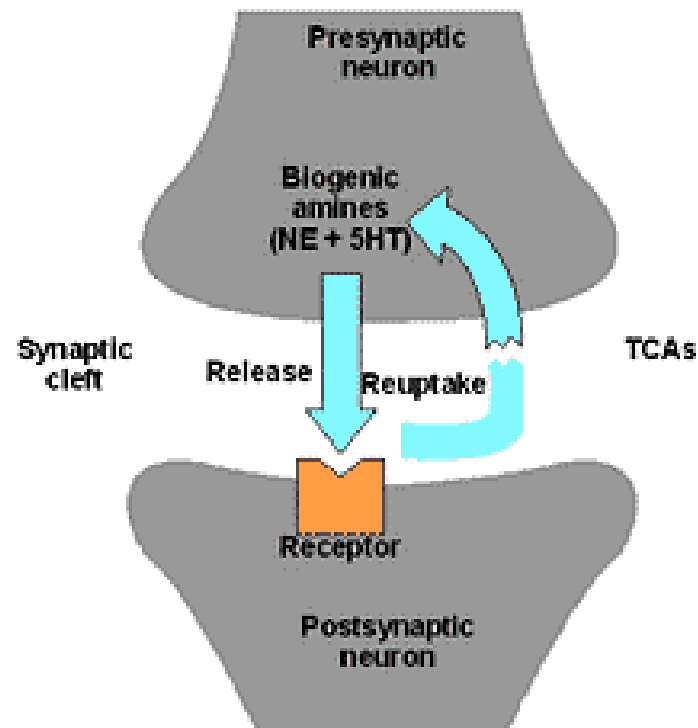 Presynaptic
neuron
Biogenic
amines
(NE + 5HT)
Synaptic
cleft
Release
Reuptake
TCAs
Receptor
Postsynaptic
neuron